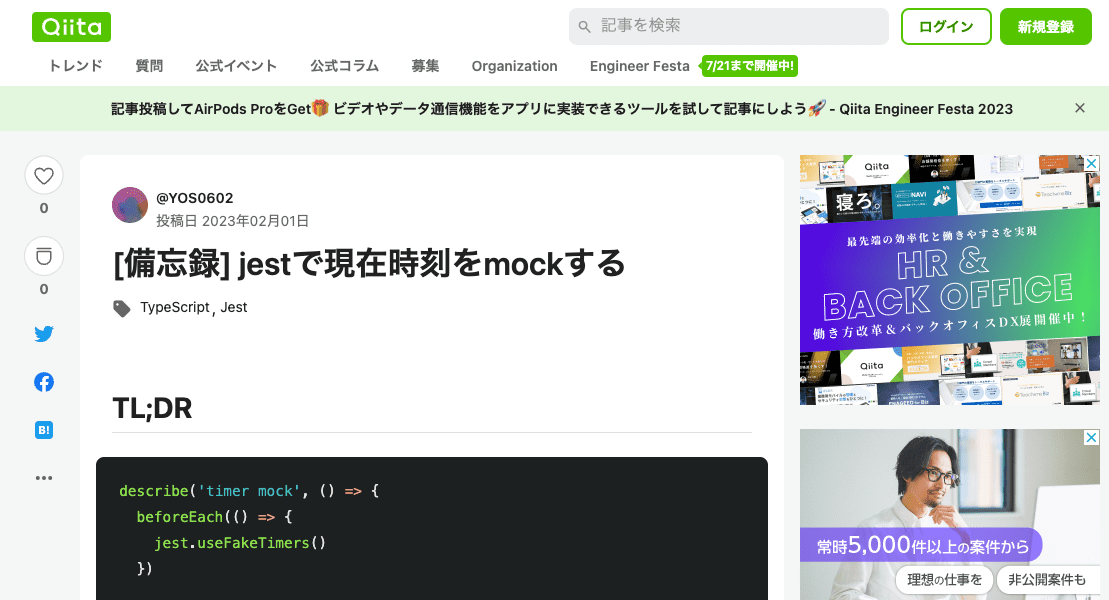 Qiita
記事を検索
ログイン
新規登録
トレンド 質問 公式イベント 公式コラム 募集 Organization Engineer Festa 7/21まで開催中!
記事投稿してAirPods ProをGet🎁 ビデオやデータ通信機能をアプリに実装できるツールを試して記事にしよう🚀 - Qiita Engineer Festa 2023
0
0
B!
@YOS0602
投稿日 2023年02月01日
[備忘録] jestで現在時刻をmockする
TypeScript, Jest
TL;DR
describe('timer mock', () => {
beforeEach(() => {
jest.useFakeTimers()
})
Qiita
寝ろ。
NAVI
最先端の効率化と働きやすさを実現
HR &
BACK OFFICE
働き方改革&バックオフィスDX展開催中!
Qiita
常時5,000件以上の案件から
理想の仕事を
非公開案件も